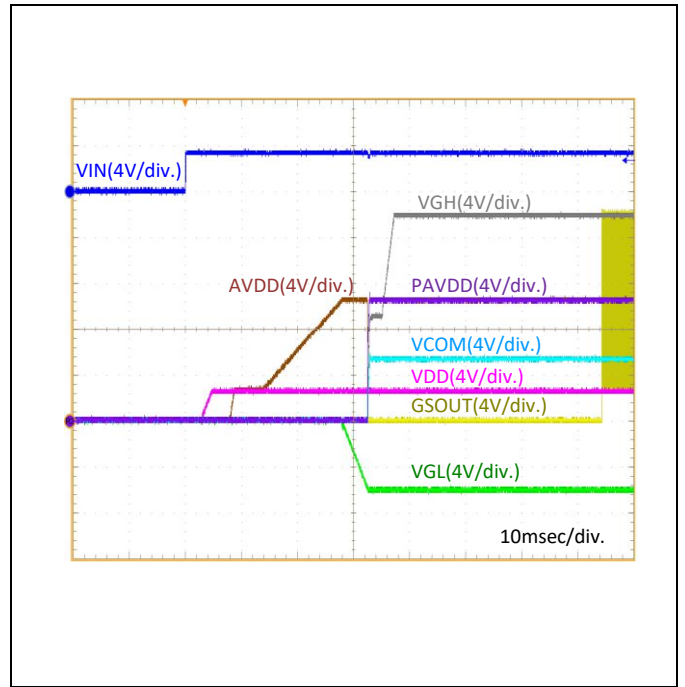 VIN(4V/div.)
VGH(4V/div.)
AVDD(4V/div.)
PAVDD(4V/div.)
VCOM(4V/div.)
VDD(4V/div.)
GSOUT(4V/div.)
VGL(4V/div.)
10msec/div.